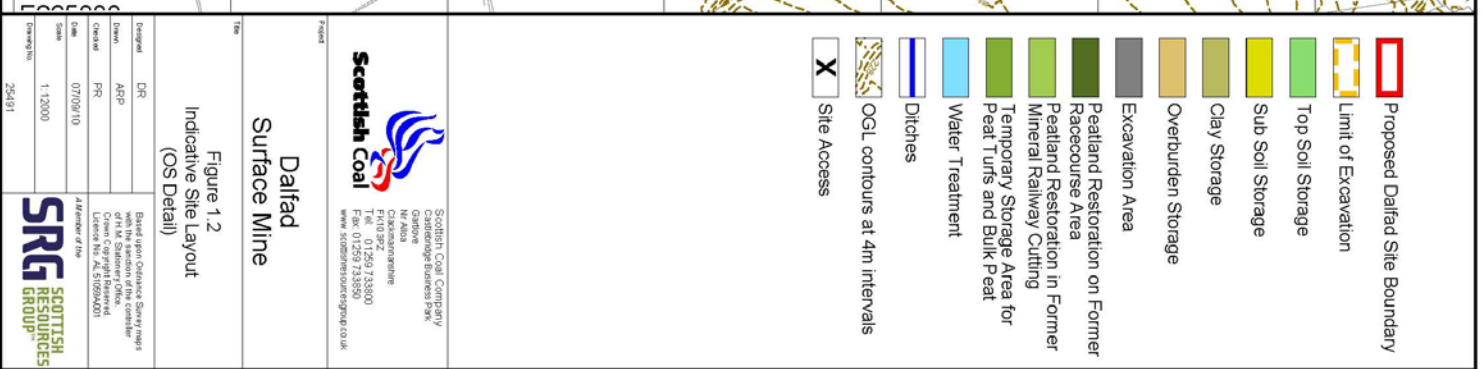 Proposed Dalfad Site Boundary
Limit of Excavation
Top Soil Storage
Sub Soil Storage
Clay Storage
Overburden Storage
Excavation Area
Peatland Restoration on Former
Racecourse Area
Peatland Restoration in Former
Mineral Railway Cutting
Temporary Storage Area for
Peat Turfs and Bulk Peat
Water Treatment
Ditches
OGL contours at 4m intervals
X Site Access
Scottish Coal
Scottish Coal Company
Castlebridge Business Park
Gartlove
Nr Alloa
Clackmannanshire
FK10 3PZ
Tel: 01259 733800
Fax: 01259 733850
www.scottishresourcesgroup.co.uk
Project
Dalfad
Surface Mine
Title
Figure 1.2
Indicative Site Layout
(OS Detail)
Designed DR
Drawn ARP
Checked PR
Date 07/09/10
Scale 1:12000
Drawing No. 25491
Based upon Ordnance Survey maps
with the sanction of the controller
of H.M. Stationery Office.
Crown Copyright Reserved.
Licence No. AL 51059A001
A Member of the
SRG SCOTTISH
RESOURCES
GROUP™